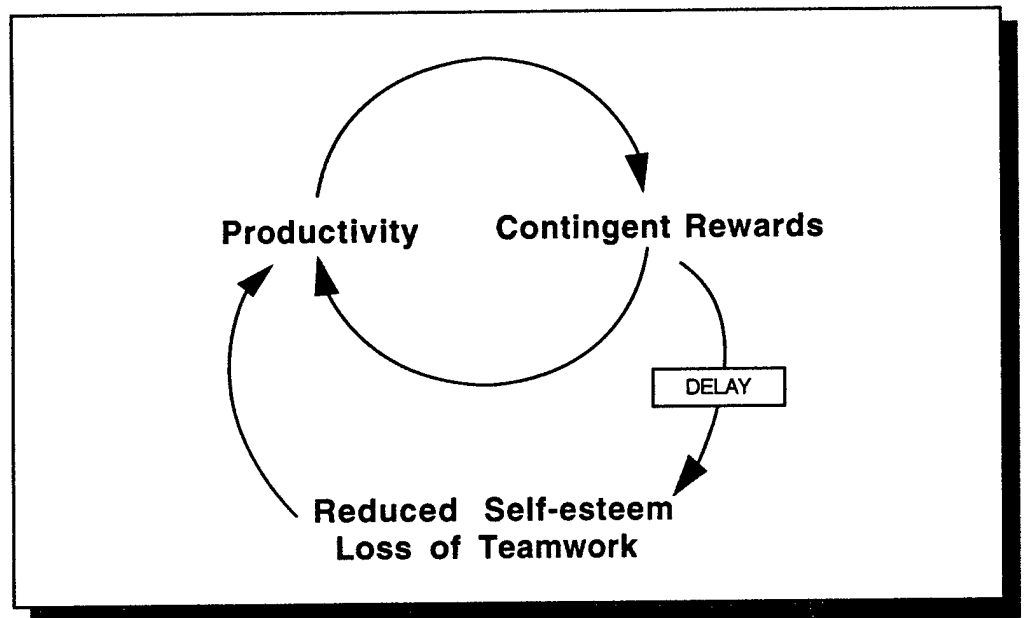 Productivity
Contingent Rewards
DELAY
Reduced Self-esteem
Loss of Teamwork